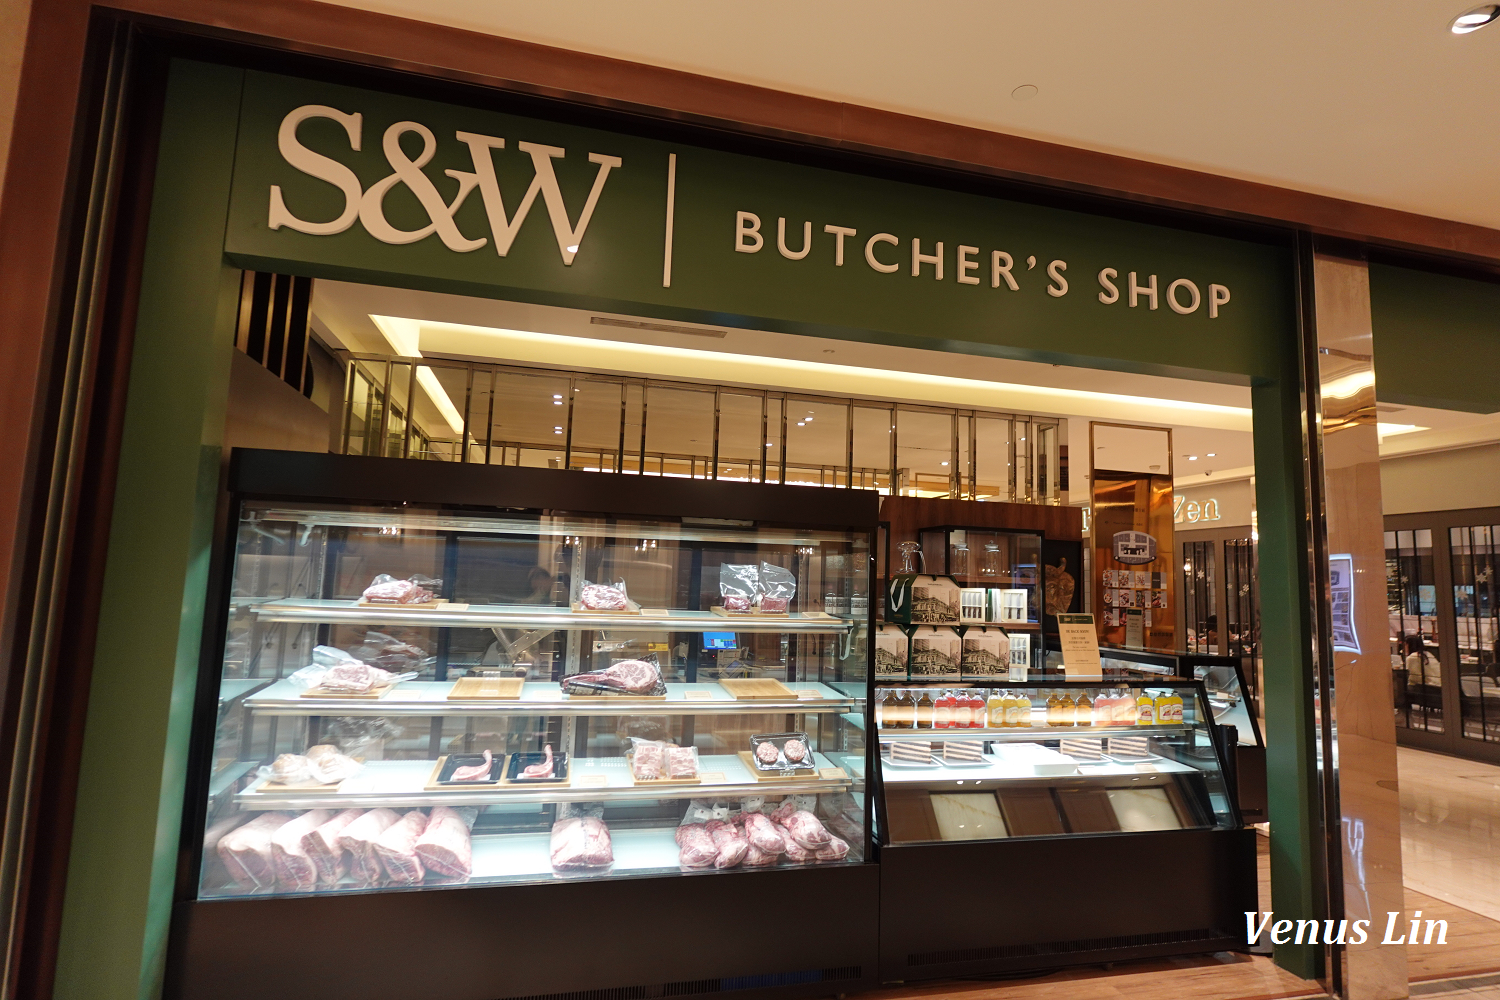 S&W
BUTCHER'S SHOP
Zen
Venus Lin